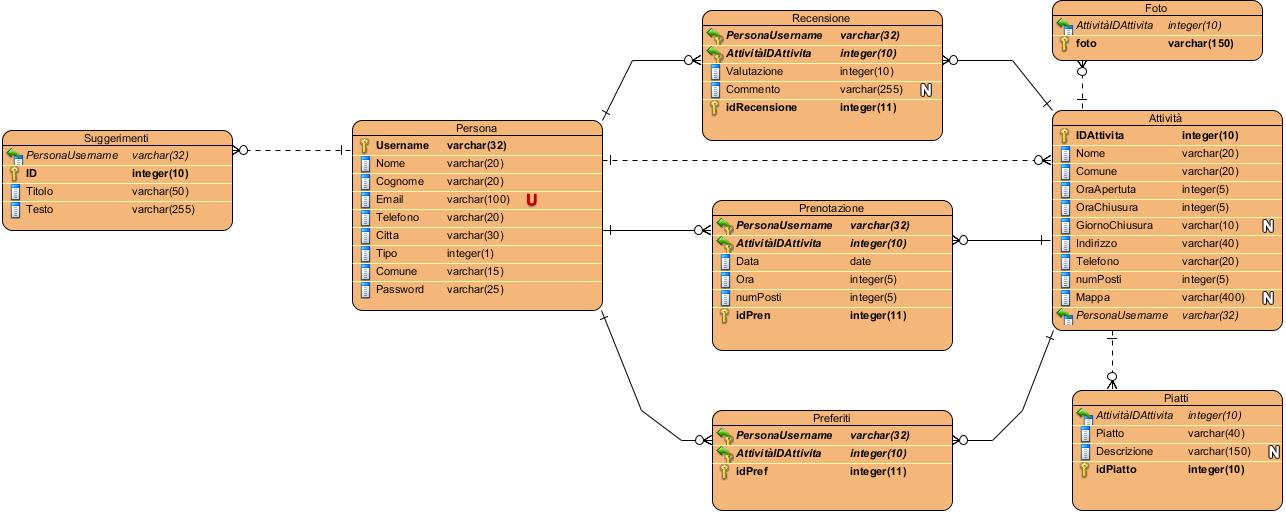 Suggerimenti
PersonaUsername varchar(32)
ID integer(10)
Titolo varchar(50)
Testo varchar(255)
Persona
Username varchar(32)
Nome varchar(20)
Cognome varchar(20)
Email varchar(100) U
Telefono varchar(20)
Citta varchar(30)
Tipo integer(1)
Comune varchar(15)
Password varchar(25)
Recensione
PersonaUsername varchar(32)
AttivitàIDAttivita integer(10)
Valutazione integer(10)
Commento varchar(255) N
idRecensione integer(11)
Prenotazione
PersonaUsername varchar(32)
AttivitàIDAttivita integer(10)
Data date
Ora integer(5)
numPosti integer(5)
idPren integer(11)
Preferiti
PersonaUsername varchar(32)
AttivitàIDAttivita integer(10)
idPref integer(11)
Foto
AttivitàIDAttivita integer(10)
foto varchar(150)
Attività
IDAttivita integer(10)
Nome varchar(20)
Comune varchar(20)
OraApertuta integer(5)
OraChiusura integer(5)
GiornoChiusura varchar(10) N
Indirizzo varchar(40)
Telefono varchar(20)
numPosti integer(5)
Mappa varchar(400) N
PersonaUsername varchar(32)
Piatti
AttivitàIDAttivita integer(10)
Piatto varchar(40)
Descrizione varchar(150) N
idPiatto integer(10)